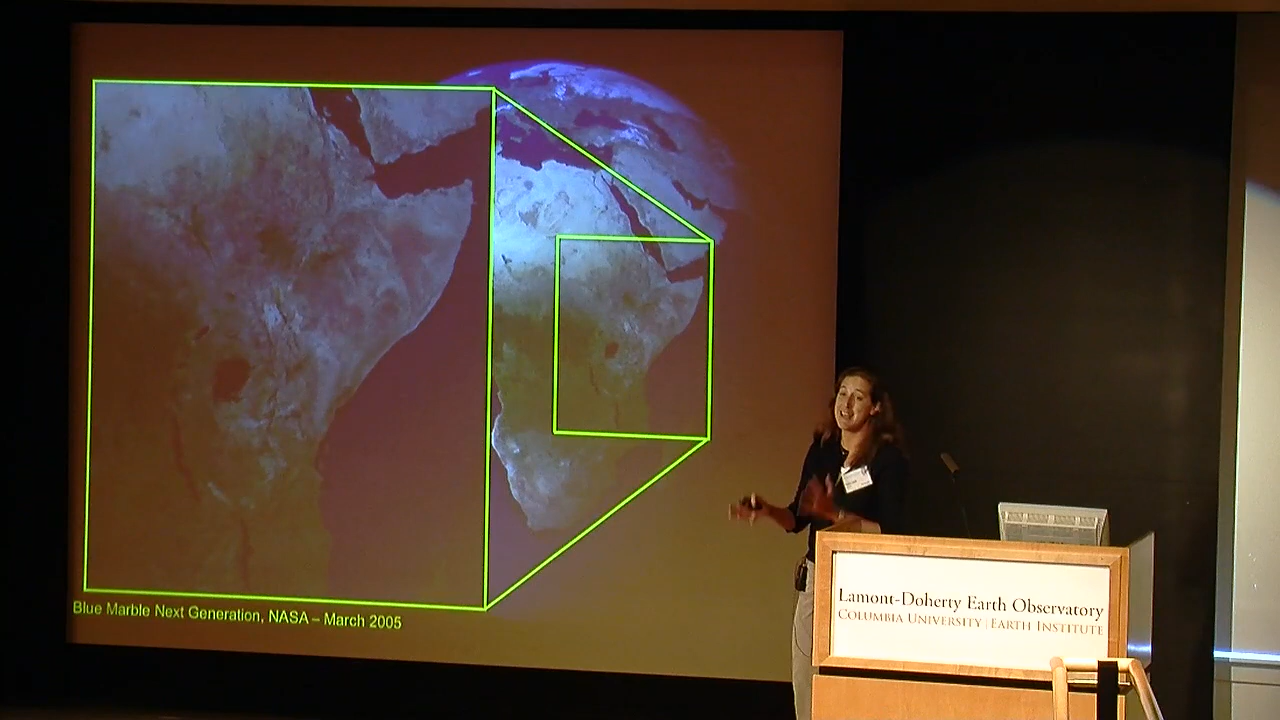 Blue Marble Next Generation, NASA – March 2005
Lamont-Doherty Earth Observatory
Columbia University | Earth Institute